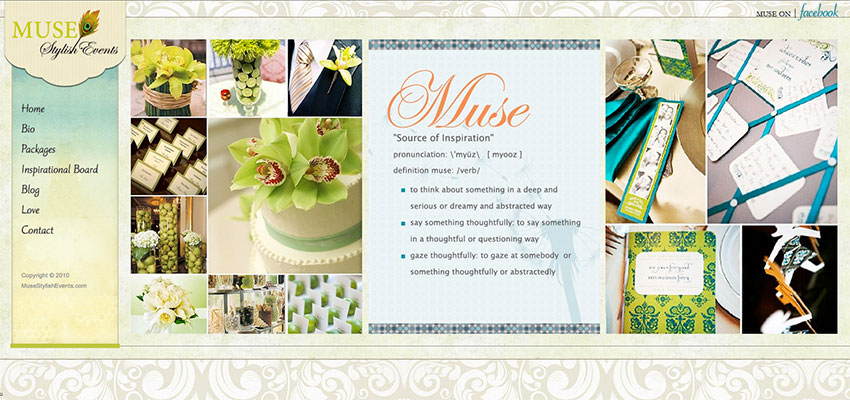 MUSE
Stylish Events
MUSE ON | facebook
Home
Bio
Packages
Inspirational Board
Blog
Love
Contact
Copyright © 2010
MuseStylishEvents.com
Muse
"Source of Inspiration"
pronunciation: \'myüz\ [ myooz ]
definition muse: /verb/
to think about something in a deep and
serious or dreamy and abstracted way
say something thoughtfully: to say something
in a thoughtful or questioning way
gaze thoughtfully: to gaze at somebody or
something thoughtfully or abstractedly